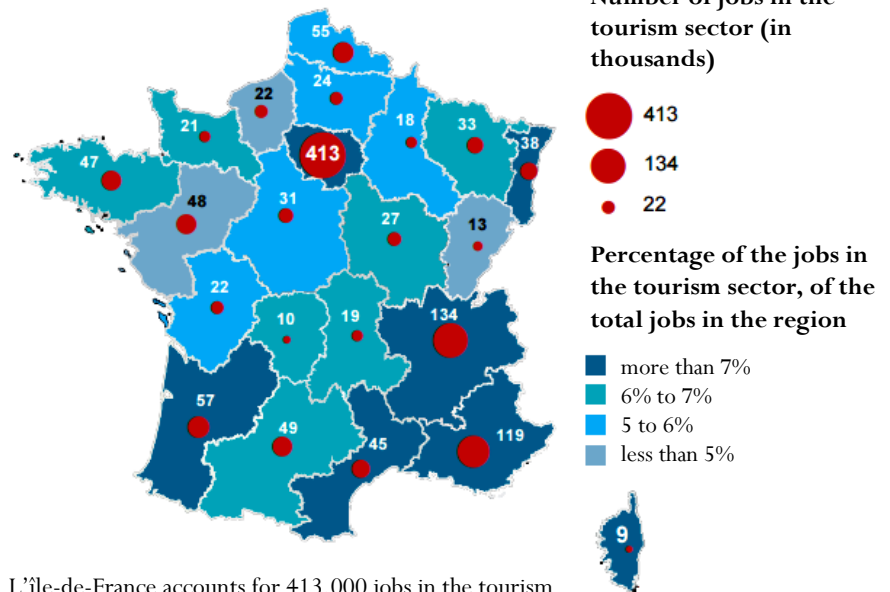 Number of jobs in the
tourism sector (in
thousands)
413
134
22
Percentage of the jobs in
the tourism sector, of the
total jobs in the region
more than 7%
6% to 7%
5 to 6%
less than 5%
55
24
22
21
18
33
38
413
47
48
31
27
13
22
10
19
134
57
49
45
119
9
L'île-de-France accounts for 413 000 jobs in the tourism